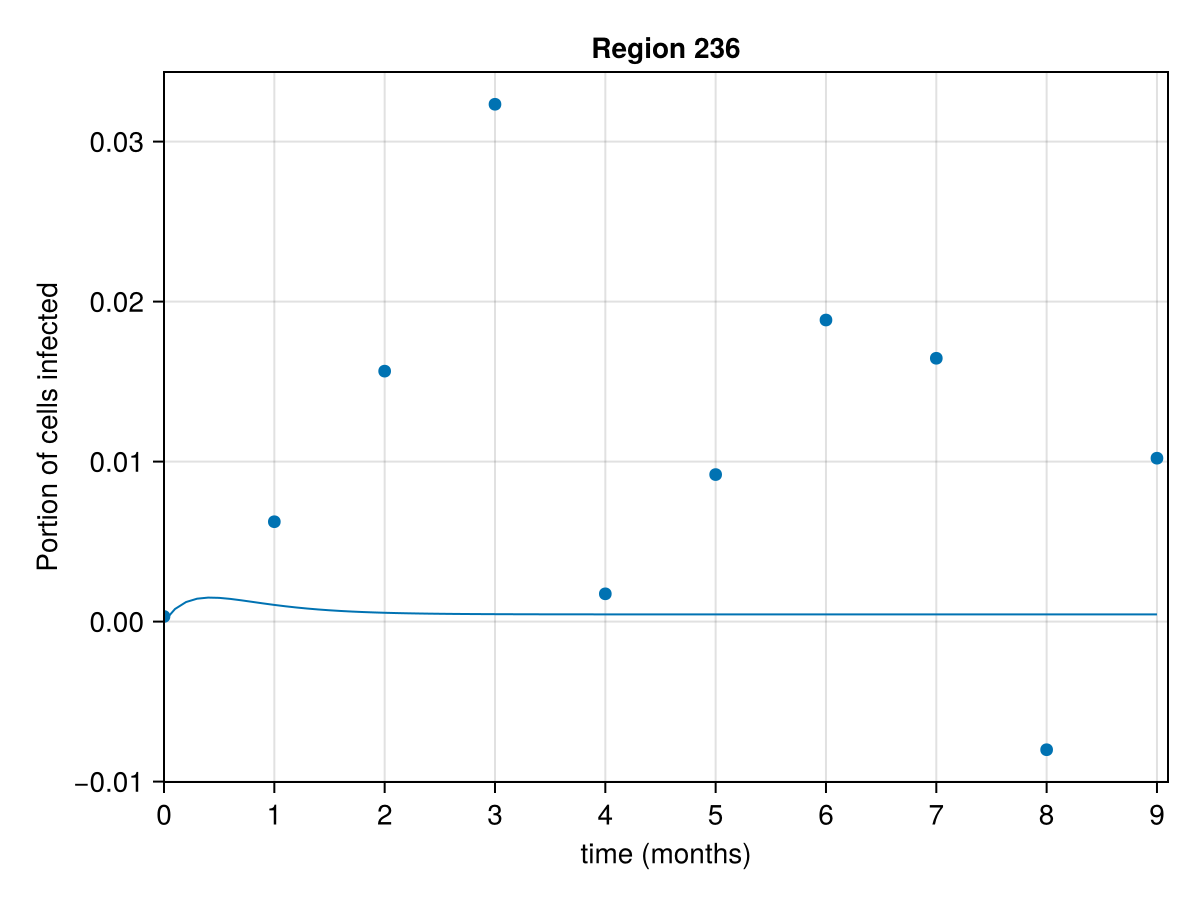 Region 236
Portion of cells infected
0.03
0.02
0.01
0.00
−0.01
0 1 2 3 4 5 6 7 8 9
time (months)